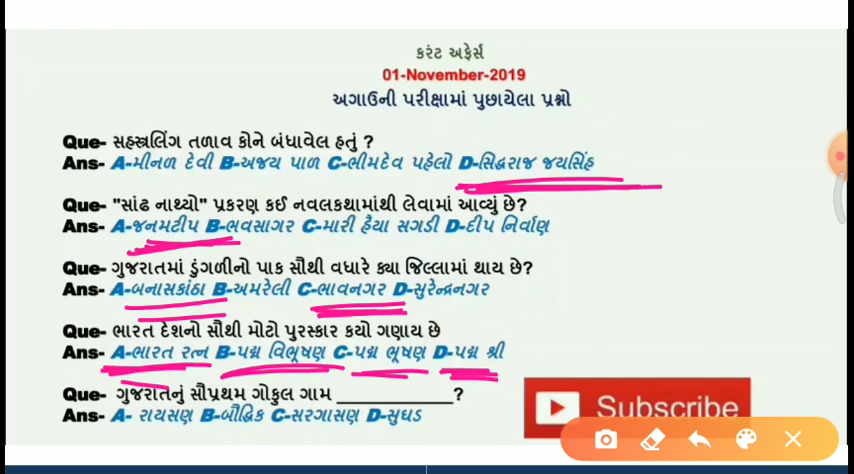 કરંટ અફેર્સ
01-November-2019
અગાઉની પરીક્ષામાં પુછાયેલા પ્રશ્નો
Que- સહસ્ત્રલિંગ તળાવ કોને બંધાવેલ હતું ?
Ans- A-મીનળ દેવી B-અજય પાળ C-ભીમદેવ પહેલો D-સિદ્ધરાજ જયસિંહ
Que- "સાંઢ નાથ્યો" પ્રકરણ કઈ નવલકથામાંથી લેવામાં આવ્યું છે?
Ans- A-જનમટીપ B-ભવસાગર C-મારી હૈયા સગડી D-દીપ નિર્વાણ
Que- ગુજરાતમાં ડુંગળીનો પાક સૌથી વધારે ક્યા જિલ્લામાં થાય છે?
Ans- A-બનાસકાંઠા B-અમરેલી C-ભાવનગર D-સુરેન્દ્રનગર
Que- ભારત દેશનો સૌથી મોટો પુરસ્કાર કયો ગણાય છે
Ans- A-ભારત રત્ન B-પદ્મ વિભૂષણ C-પદ્મ ભૂષણ D-પદ્મ શ્રી
Que- ગુજરાતનું સૌપ્રથમ ગોકુલ ગામ ____________?
Ans- A- રાયસણ B-બૌદ્ધિક C-સરગાસણ D-સુઘડ
Subscribe